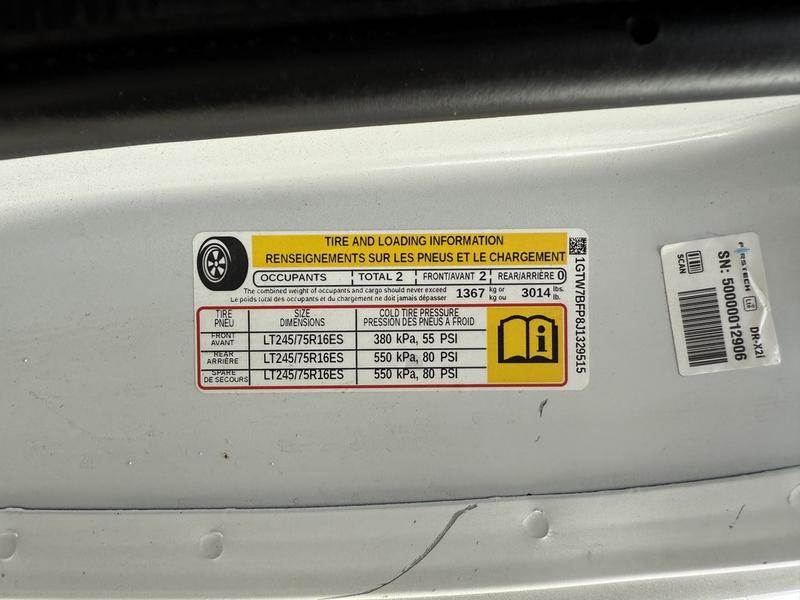 TIRE AND LOADING INFORMATION
RENSEIGNEMENTS SUR LES PNEUS ET LE CHARGEMENT
OCCUPANTS TOTAL 2 FRONT/AVANT 2 REAR/ARRIÈRE 0
The combined weight of occupants and cargo should never exceed
Le poids total des occupants et du chargement ne doit jamais dépasser
1367 kg or kg ou 3014 lbs. lb.
TIRE PNEU SIZE DIMENSIONS COLD TIRE PRESSURE PRESSION DES PNEUS À FROID
FRONT AVANT LT245/75R16ES 380 kPa, 55 PSI
REAR ARRIÈRE LT245/75R16ES 550 kPa, 80 PSI
SPARE DE SECOURS LT245/75R16ES 550 kPa, 80 PSI
i
1GTW7BFP8J1329515
FIRSTECH
SCAN
SN: 50000012906
DR-X2I